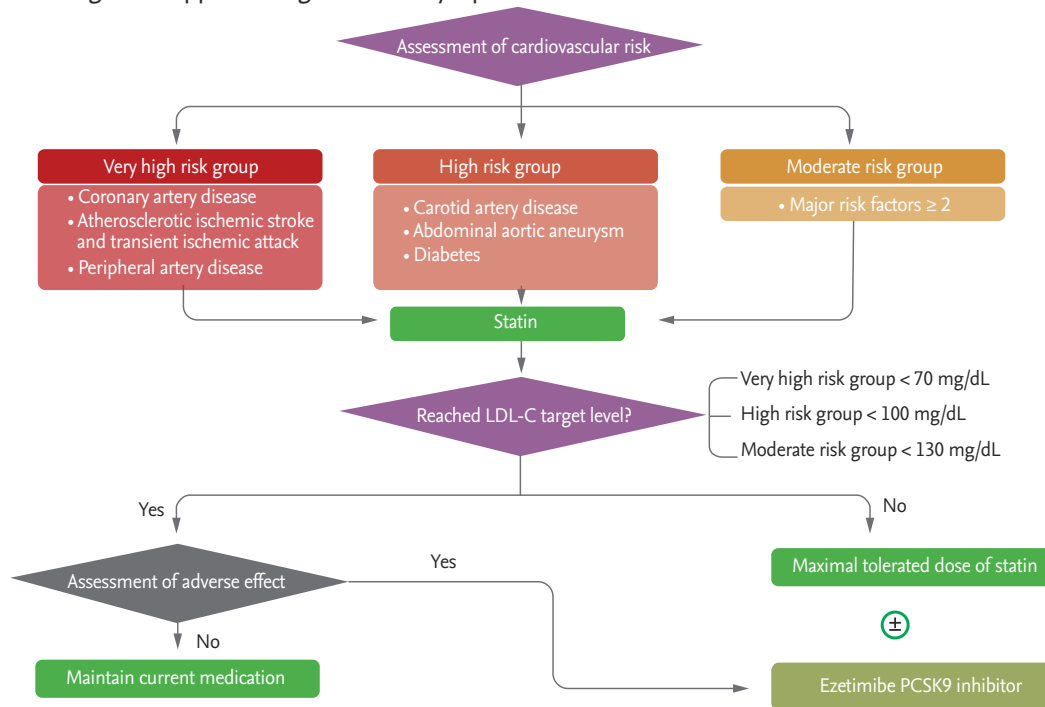 Assessment of cardiovascular risk
Very high risk group
• Coronary artery disease
• Atherosclerotic ischemic stroke
and transient ischemic attack
• Peripheral artery disease
High risk group
• Carotid artery disease
• Abdominal aortic aneurysm
• Diabetes
Moderate risk group
• Major risk factors ≥ 2
Statin
Reached LDL-C target level?
Very high risk group < 70 mg/dL
High risk group < 100 mg/dL
Moderate risk group < 130 mg/dL
Yes
No
Assessment of adverse effect
Yes
Maximal tolerated dose of statin
±
No
Maintain current medication
Ezetimibe PCSK9 inhibitor